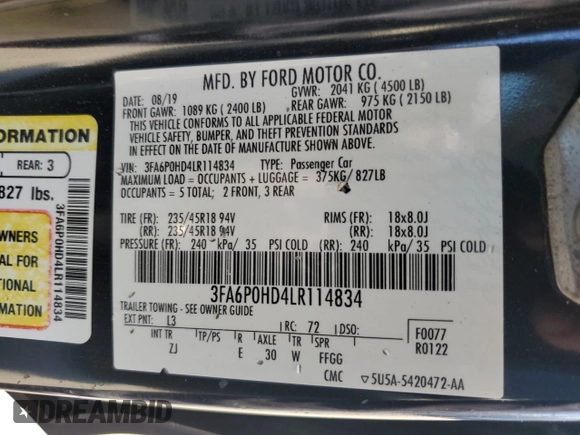 MFD. BY FORD MOTOR CO.
DATE: 08/19
GVWR: 2041 KG ( 4500 LB)
FRONT GAWR: 1089 KG ( 2400 LB)
REAR GAWR: 975 KG ( 2150 LB)
THIS VEHICLE CONFORMS TO ALL APPLICABLE FEDERAL MOTOR
VEHICLE SAFETY, BUMPER, AND THEFT PREVENTION STANDARDS
IN EFFECT ON THE DATE OF MANUFACTURE SHOWN ABOVE.
VIN: 3FA6P0HD4LR114834 TYPE: Passenger Car
MAXIMUM LOAD = OCCUPANTS + LUGGAGE = 375KG/827LB
OCCUPANTS = 5 TOTAL; 2 FRONT, 3 REAR
TIRE (FR): 235/45R18 94V RIMS (FR): 18x8.0J
(RR): 235/45R18 94V (RR): 18x8.0J
PRESSURE (FR): 240 kPa/ 35 PSI COLD (RR): 240 kPa/ 35 PSI COLD
3FA6P0HD4LR114834
TRAILER TOWING - SEE OWNER GUIDE
EXT PNT: L3 RC: 72 DSO:
F0077
R0122
INT TR TP/PS R AXLE TR SPR
ZJ E 30 W FFGG
CMC 5U5A-5420472-AA
FORMATION
REAR: 3
827 lbs.
WNERS
AL FOR
TIONAL
ATION
3FA6P0HD4LR114834
DREAMBID